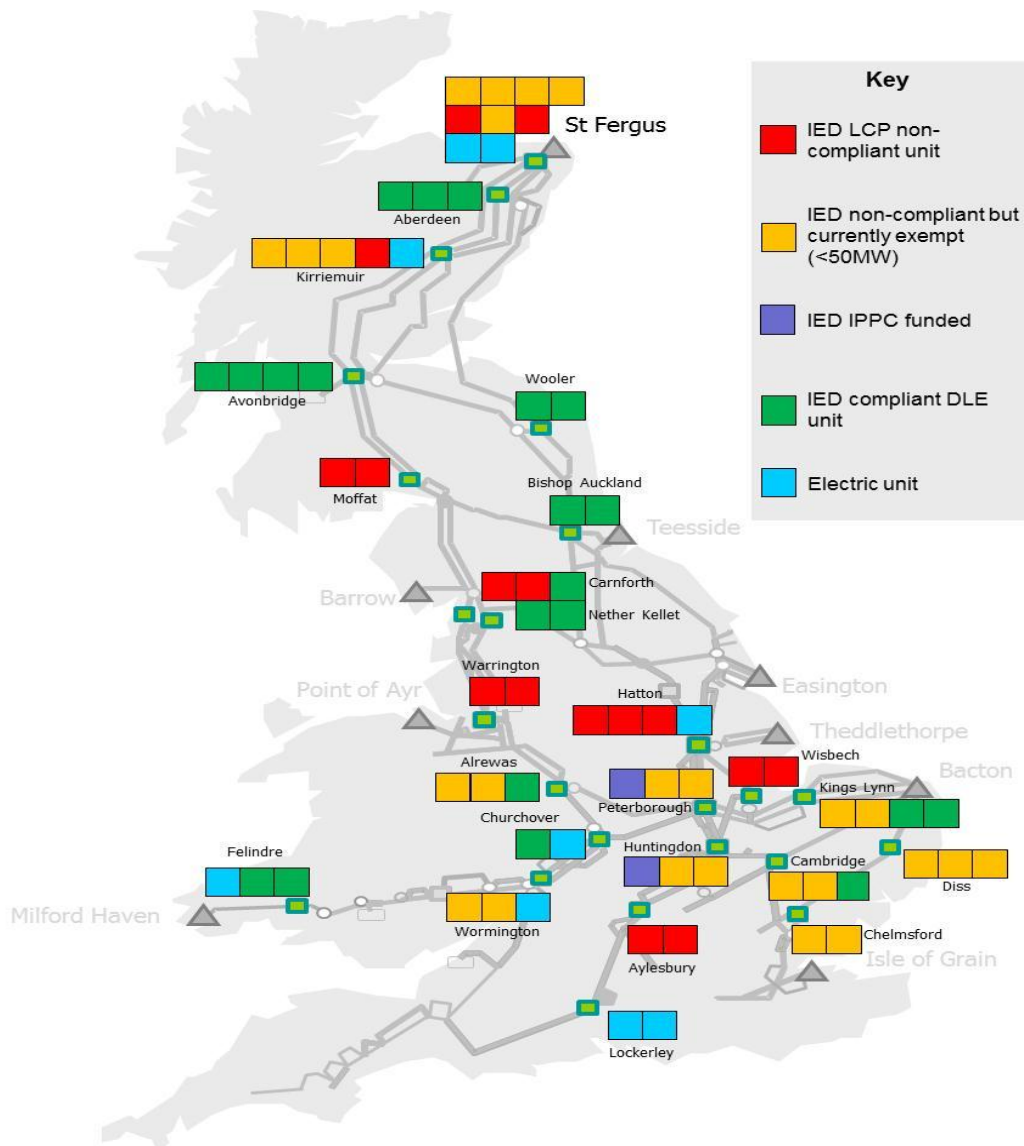 Key
IED LCP non-
compliant unit
IED non-compliant but
currently exempt
(<50MW)
IED IPPC funded
IED compliant DLE
unit
Electric unit
St Fergus
Aberdeen
Kirriemuir
Avonbridge
Wooler
Moffat
Bishop Auckland
Teesside
Barrow
Carnforth
Nether Kellet
Warrington
Point of Ayr
Hatton
Easington
Theddlethorpe
Wisbech
Alrewas
Peterborough
Kings Lynn
Bacton
Churchover
Huntingdon
Cambridge
Felindre
Diss
Milford Haven
Wormington
Chelmsford
Aylesbury
Isle of Grain
Lockerley